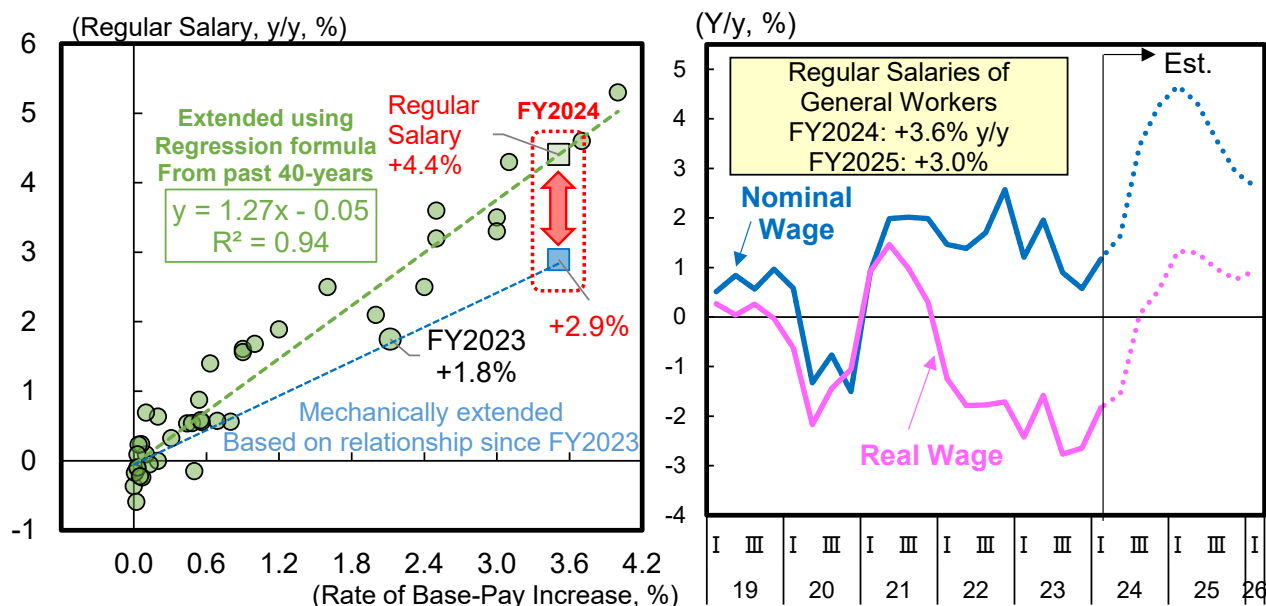 (Regular Salary, y/y, %)
6
5
4
3
2
1
0
-1
Extended using
Regression formula
From past 40-years
y = 1.27x - 0.05
R² = 0.94
Regular
Salary
+4.4%
FY2024
+2.9%
FY2023
+1.8%
Mechanically extended
Based on relationship since FY2023
0.0 0.6 1.2 1.8 2.4 3.0 3.6 4.2
(Rate of Base-Pay Increase, %)
(Y/y, %)
5
4
3
2
1
0
-1
-2
-3
-4
Regular Salaries of
General Workers
FY2024: +3.6% y/y
FY2025: +3.0%
Est.
Nominal
Wage
Real Wage
I Ⅲ I Ⅲ I Ⅲ I Ⅲ I Ⅲ I Ⅲ I Ⅲ I
19 20 21 22 23 24 25 26